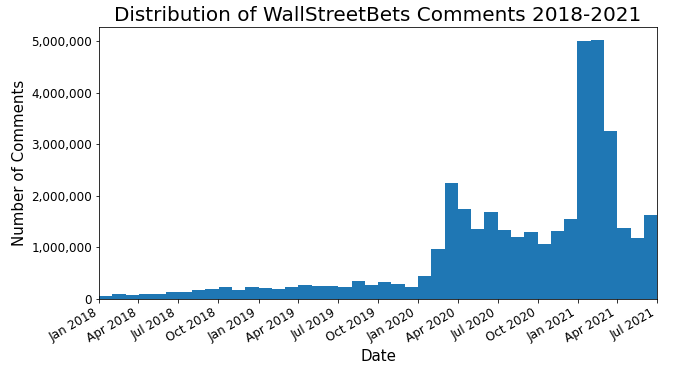 Distribution of WallStreetBets Comments 2018-2021
Number of Comments
5,000,000
4,000,000
3,000,000
2,000,000
1,000,000
0
Jan 2018
Apr 2018
Jul 2018
Oct 2018
Jan 2019
Apr 2019
Jul 2019
Oct 2019
Jan 2020
Apr 2020
Jul 2020
Oct 2020
Jan 2021
Apr 2021
Jul 2021
Date